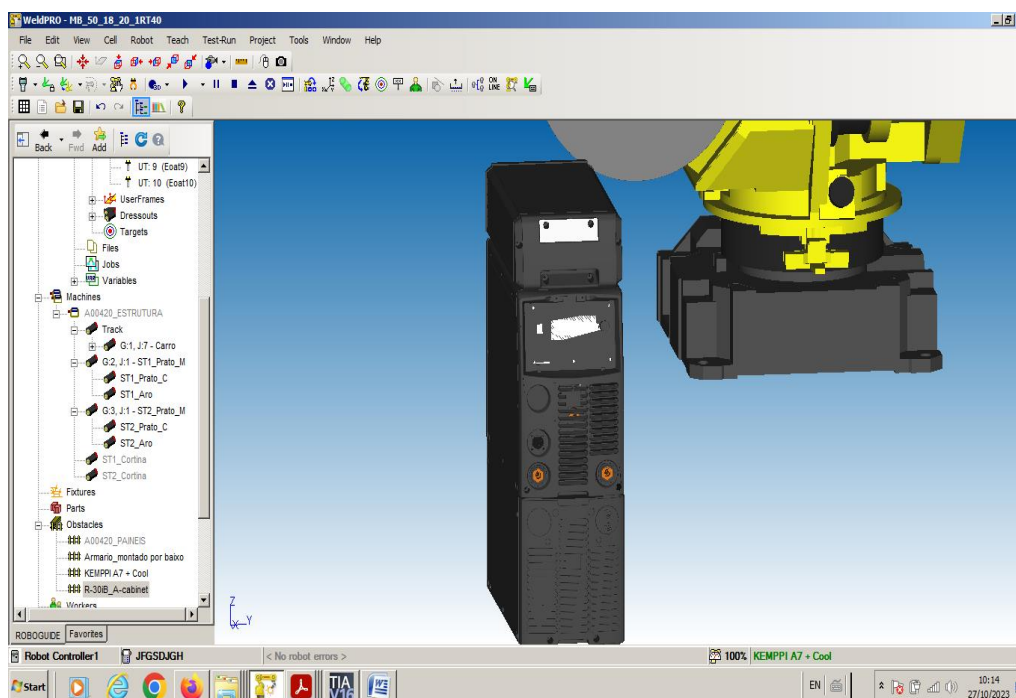 WeldPRO - MB_50_18_20_1RT40
File Edit View Cell Robot Teach Test-Run Project Tools Window Help
ON
LINE
Back Fwd Add
UT: 9 (Eoat9)
UT: 10 (Eoat10)
UserFrames
Dressouts
Targets
Files
Jobs
Variables
Machines
A00420_ESTRUTURA
Track
G:1, J:7 - Carro
G:2, J:1 - ST1_Prato_M
ST1_Prato_C
ST1_Aro
G:3, J:1 - ST2_Prato_M
ST2_Prato_C
ST2_Aro
ST1_Cortina
ST2_Cortina
Fixtures
Parts
Obstacles
A00420_PAINEIS
Armario_montado por baixo
KEMPPI A7 + Cool
R-30iB_A-cabinet
Workers
Z
X Y
ROBOGUIDE Favorites
Robot Controller1 JFGSDJGH < No robot errors > 100% KEMPPI A7 + Cool
Start TIA V16 EN 10:14
27/10/2023